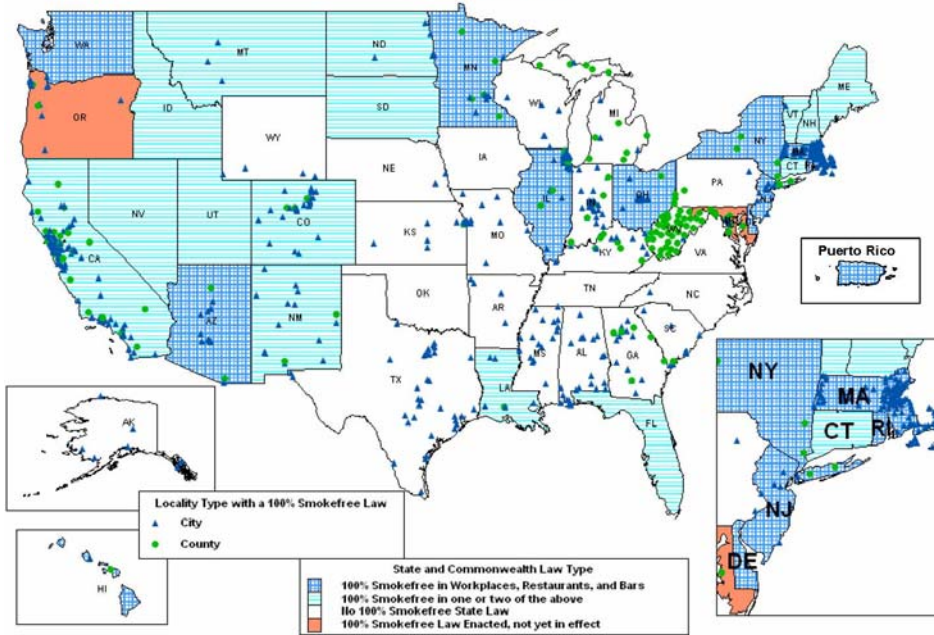 WA
MT
ND
MN
OR
ID
SD
WY
WI
MI
NY
VT
NH
ME
MA
CT
NE
IA
IL
OH
PA
NJ
NV
UT
CO
KS
MO
KY
WV
VA
CA
AZ
NM
OK
AR
TN
NC
SC
TX
LA
MS
AL
GA
FL
Puerto Rico
NY
MA
CT
RI
NJ
DE
AK
HI
Locality Type with a 100% Smokefree Law
City
County
State and Commonwealth Law Type
100% Smokefree in Workplaces, Restaurants, and Bars
100% Smokefree in one or two of the above
No 100% Smokefree State Law
100% Smokefree Law Enacted, not yet in effect